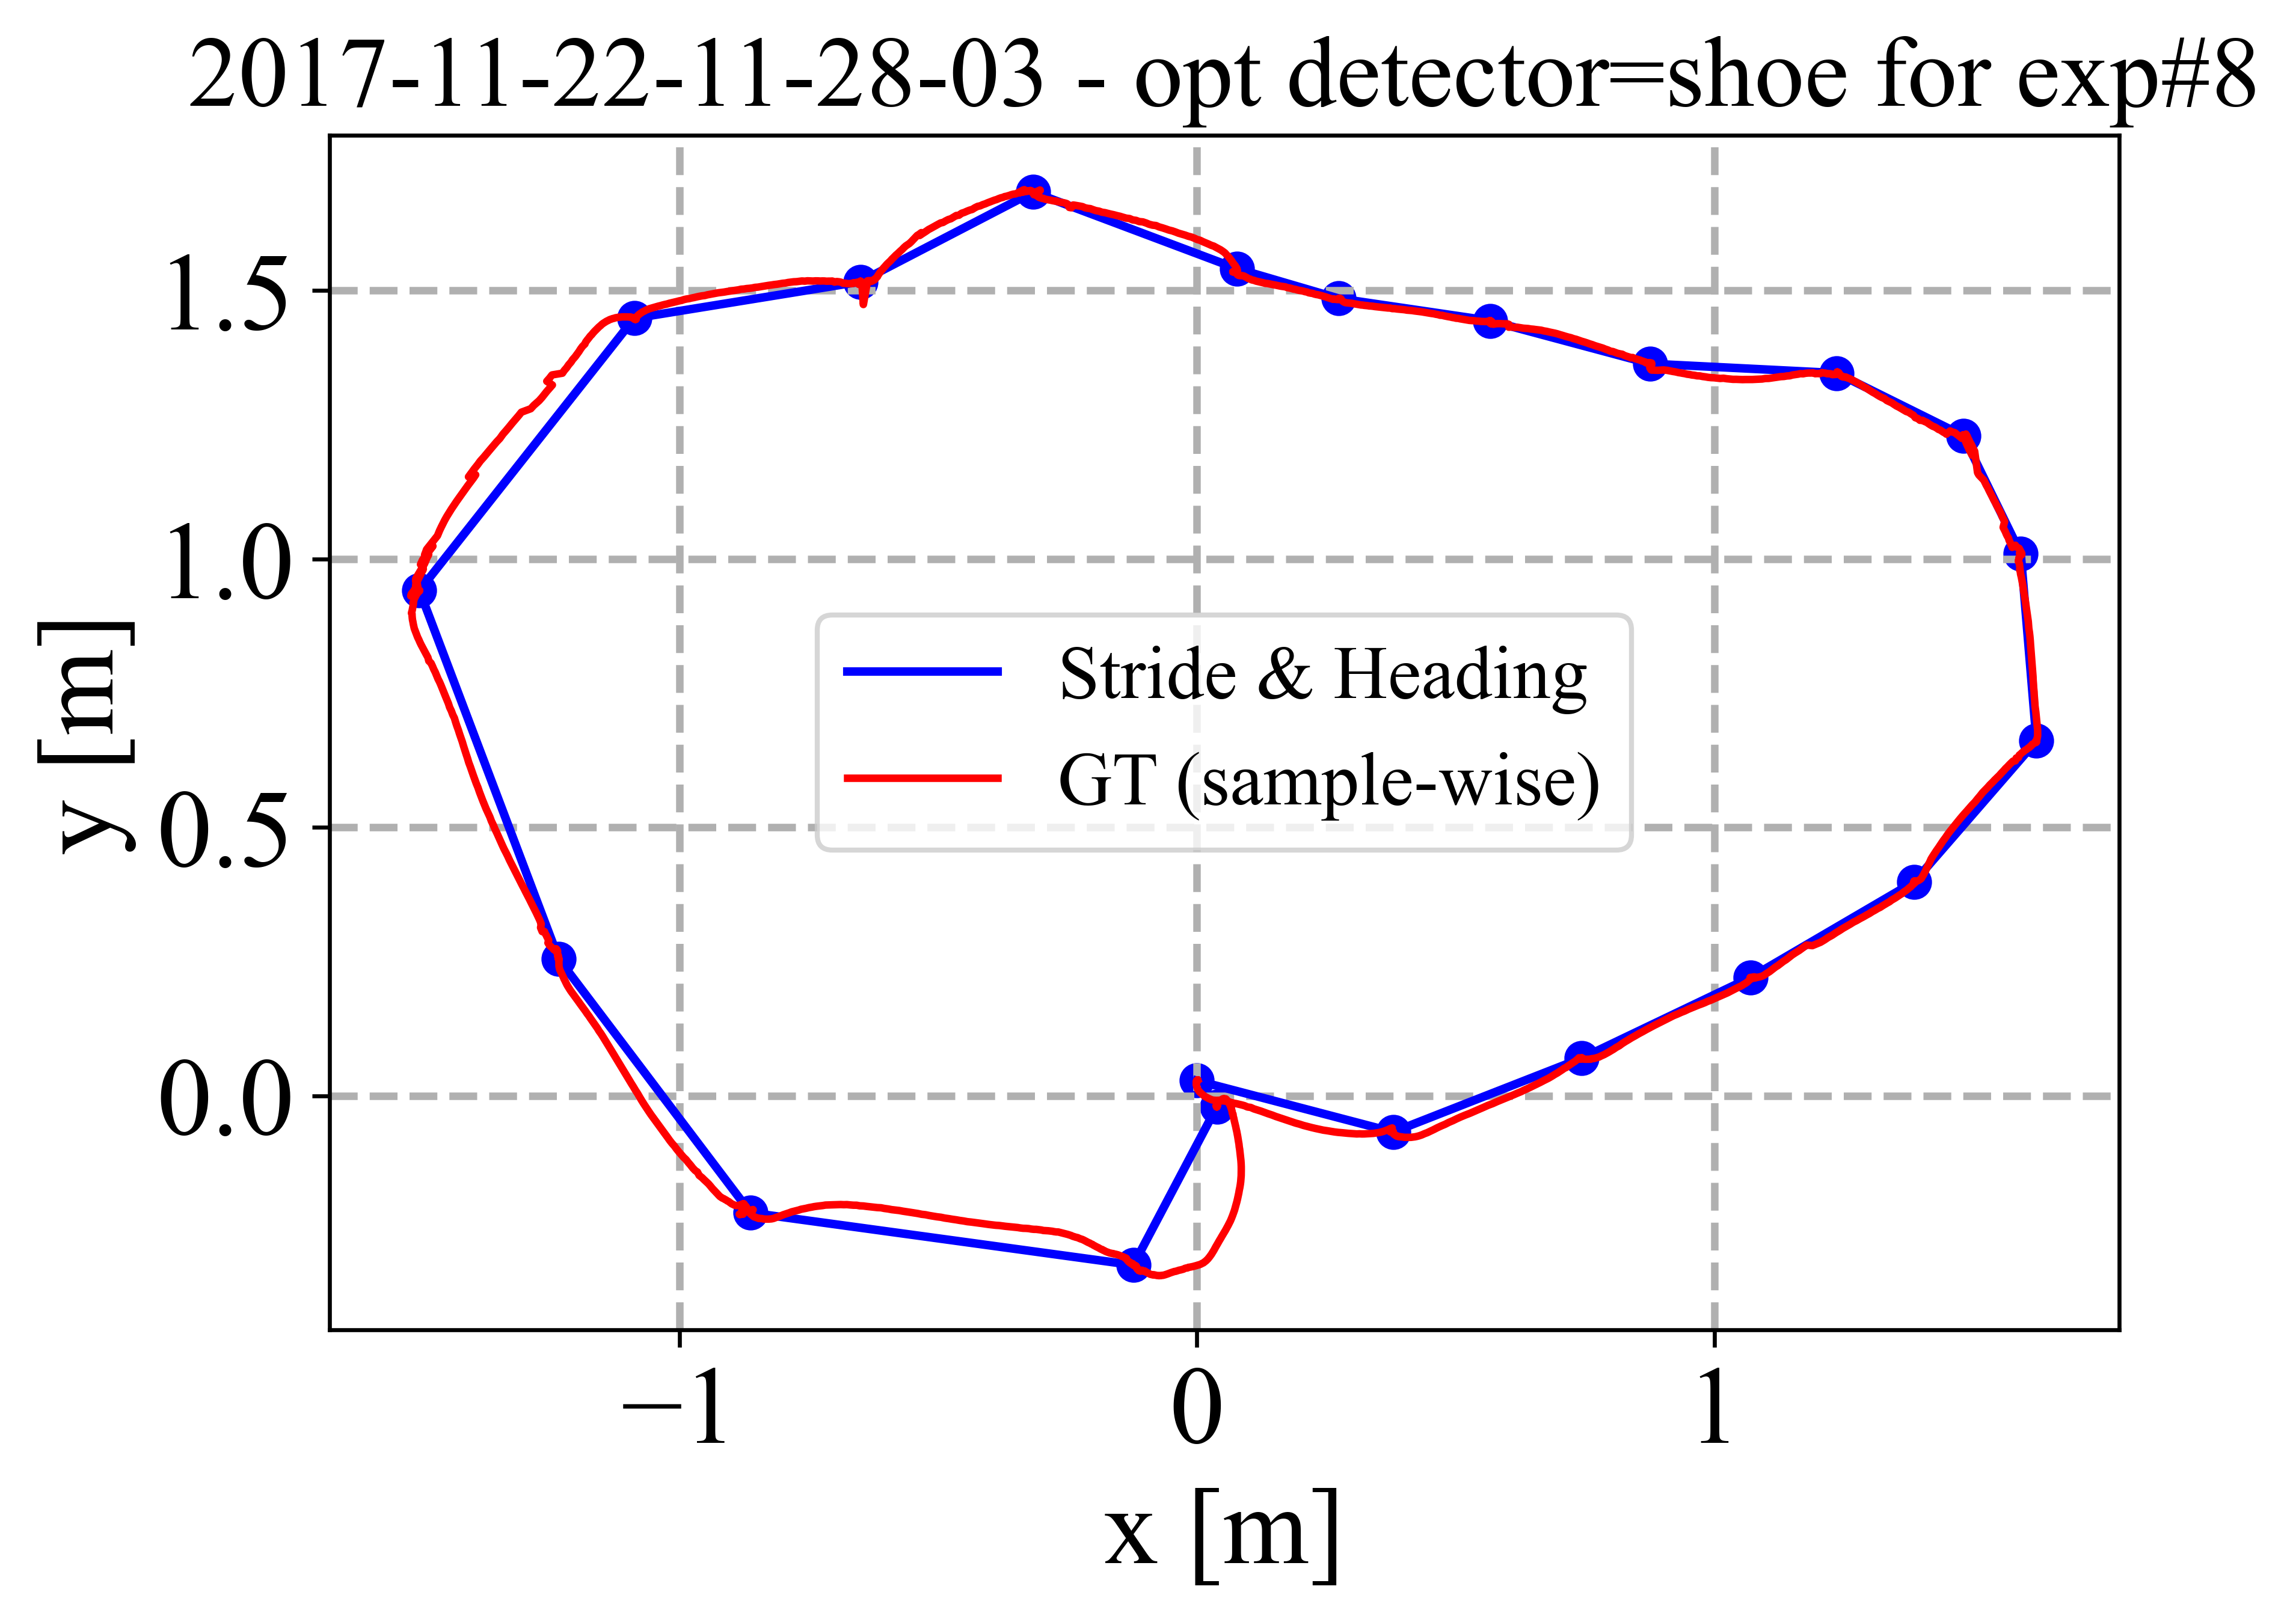 2017-11-22-11-28-03 - opt detector=shoe for exp#8
y [m]
1.5
1.0
0.5
0.0
Stride & Heading
GT (sample-wise)
−1 0 1
x [m]